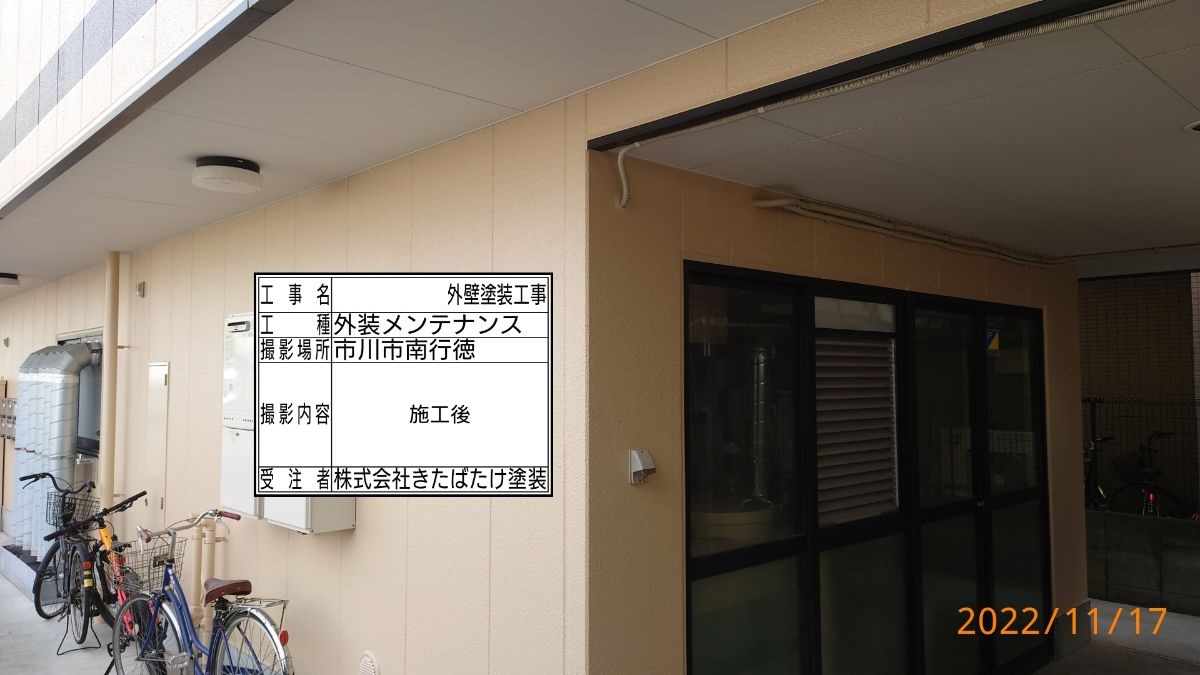 工事名 外壁塗装工事
工種 外装メンテナンス
撮影場所 市川市南行徳
撮影内容 施工後
受注者 株式会社きたばたけ塗装
2022/11/17